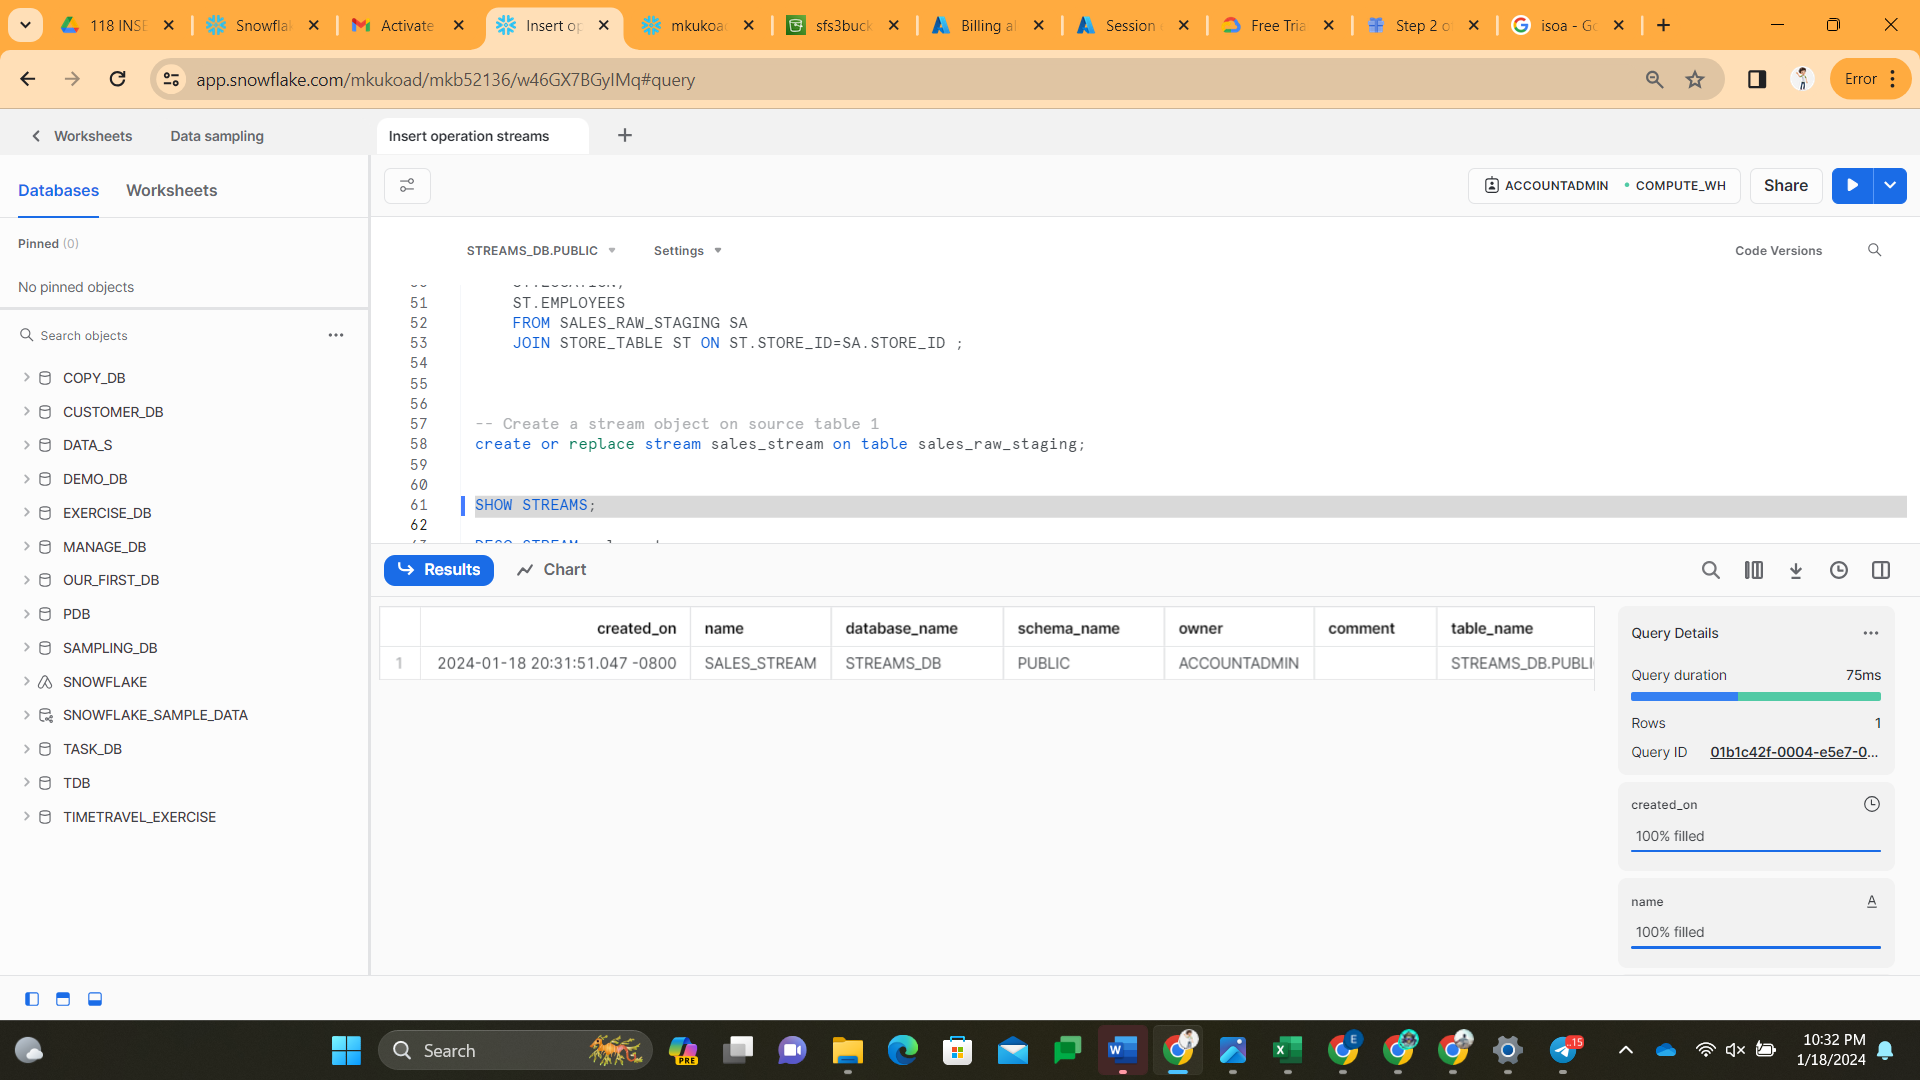 118 INSE
Snowfla
Activate
Insert op
mkukoad
sfs3buck
Billing al
Session
Free Tria
Step 2 o
isoa - Go
app.snowflake.com/mkukoad/mkb52136/w46GX7BGyIMq#query
Error
Worksheets
Data sampling
Insert operation streams
Databases
Worksheets
ACCOUNTADMIN
COMPUTE_WH
Share
Pinned (0)
No pinned objects
STREAMS_DB.PUBLIC
Settings
Code Versions
Search objects
COPY_DB
CUSTOMER_DB
DATA_S
DEMO_DB
EXERCISE_DB
MANAGE_DB
OUR_FIRST_DB
PDB
SAMPLING_DB
SNOWFLAKE
SNOWFLAKE_SAMPLE_DATA
TASK_DB
TDB
TIMETRAVEL_EXERCISE
51 ST.EMPLOYEES
52 FROM SALES_RAW_STAGING SA
53 JOIN STORE_TABLE ST ON ST.STORE_ID=SA.STORE_ID ;
54
55
56
57 -- Create a stream object on source table 1
58 create or replace stream sales_stream on table sales_raw_staging;
59
60
61 SHOW STREAMS;
62
Results
Chart
created_on name database_name schema_name owner comment table_name
1 2024-01-18 20:31:51.047 -0800 SALES_STREAM STREAMS_DB PUBLIC ACCOUNTADMIN STREAMS_DB.PUBLI
Query Details
Query duration 75ms
Rows 1
Query ID 01b1c42f-0004-e5e7-0...
created_on
100% filled
name A
100% filled
Search
PRE
E
15
10:32 PM
1/18/2024